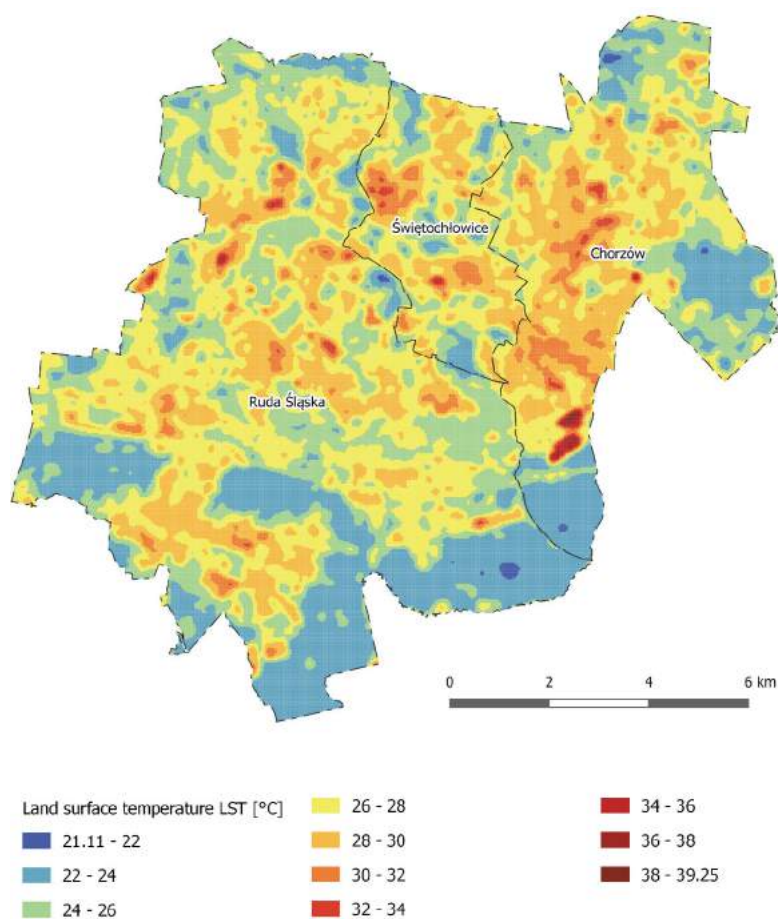 Świętochłowice
Chorzów
Ruda Śląska
0 2 4 6 km
Land surface temperature LST [°C]
21.11 - 22
22 - 24
24 - 26
26 - 28
28 - 30
30 - 32
32 - 34
34 - 36
36 - 38
38 - 39.25